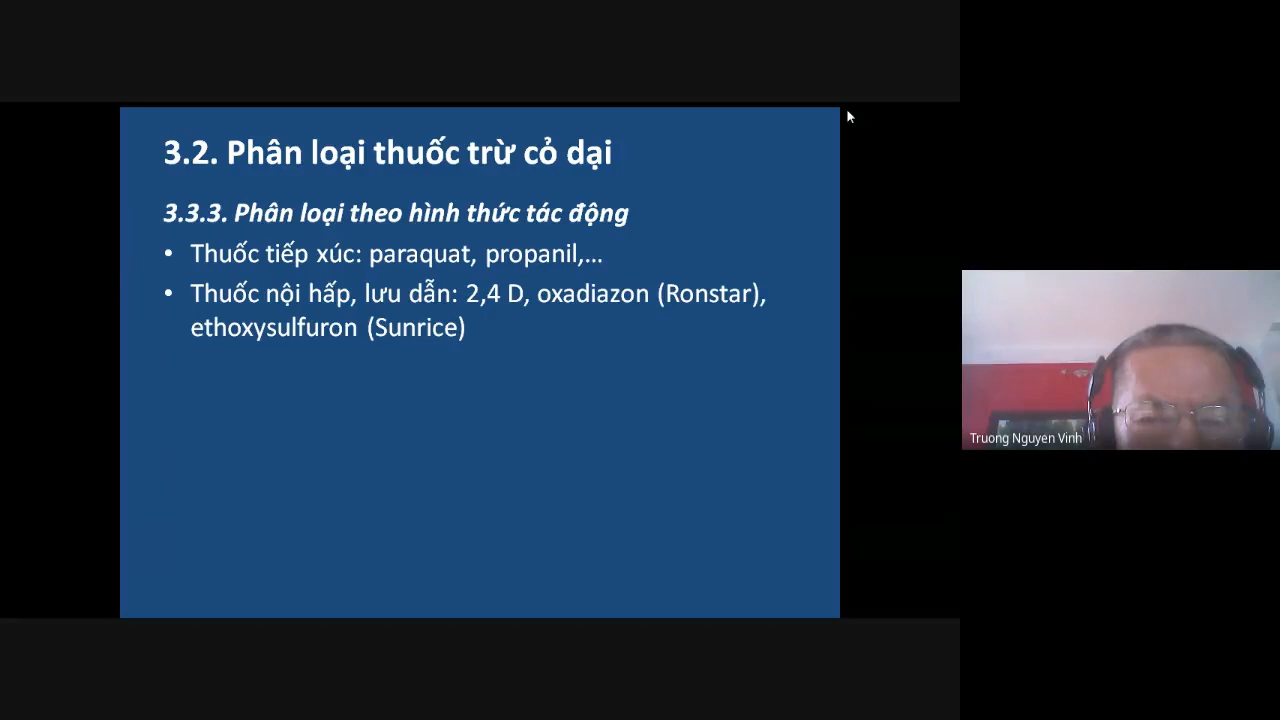 3.2. Phân loại thuốc trừ cỏ dại
3.3.3. Phân loại theo hình thức tác động
• Thuốc tiếp xúc: paraquat, propanil,...
• Thuốc nội hấp, lưu dẫn: 2,4 D, oxadiazon (Ronstar),
ethoxysulfuron (Sunrice)
Truong Nguyen Vinh